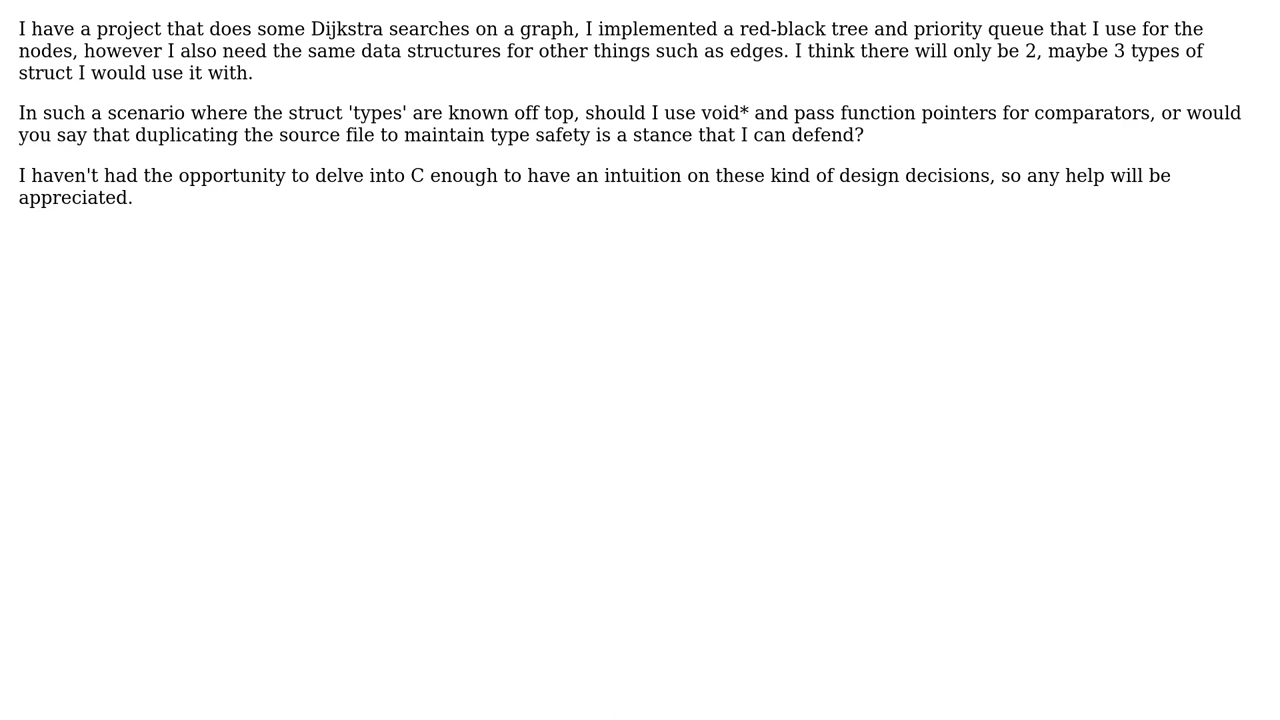 I have a project that does some Dijkstra searches on a graph, I implemented a red-black tree and priority queue that I use for the
nodes, however I also need the same data structures for other things such as edges. I think there will only be 2, maybe 3 types of
struct I would use it with.
In such a scenario where the struct 'types' are known off top, should I use void* and pass function pointers for comparators, or would
you say that duplicating the source file to maintain type safety is a stance that I can defend?
I haven't had the opportunity to delve into C enough to have an intuition on these kind of design decisions, so any help will be
appreciated.